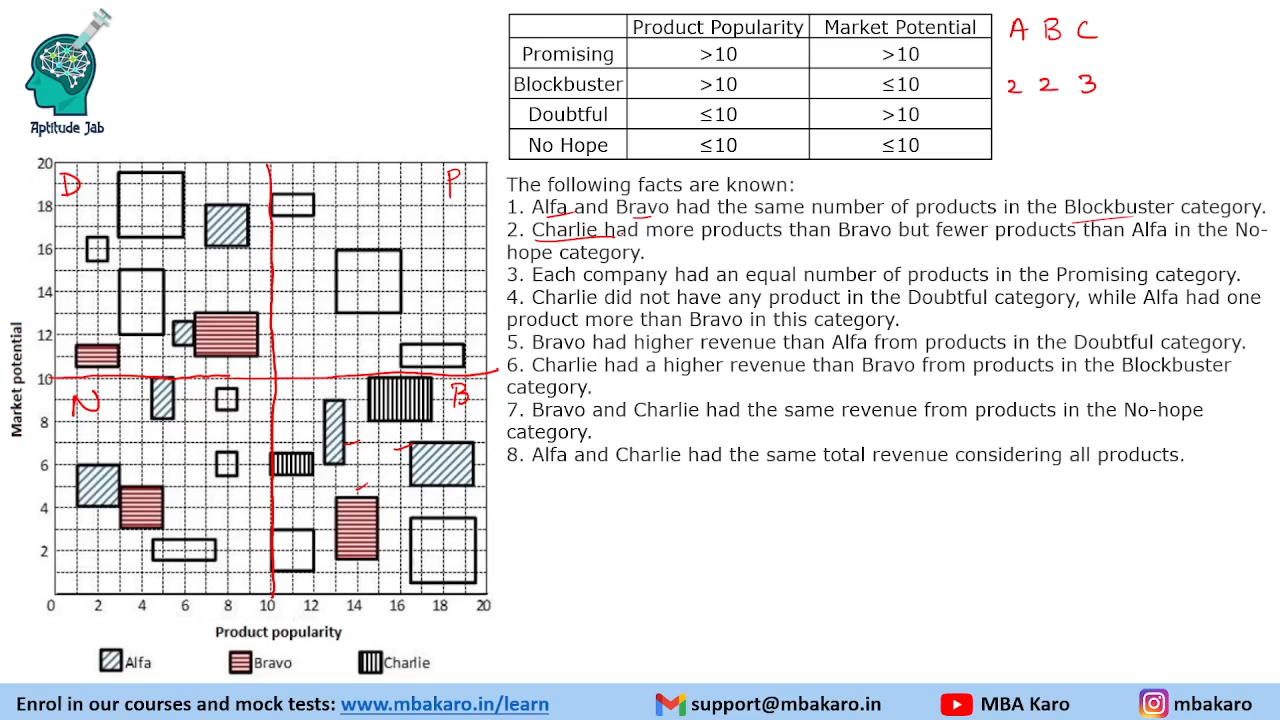 Aptitude Jab
Product Popularity Market Potential
Promising >10 >10
Blockbuster >10 ≤10
Doubtful ≤10 >10
No Hope ≤10 ≤10
A B C
2 2 3
The following facts are known:
1. Alfa and Bravo had the same number of products in the Blockbuster category.
2. Charlie had more products than Bravo but fewer products than Alfa in the No-
hope category.
3. Each company had an equal number of products in the Promising category.
4. Charlie did not have any product in the Doubtful category, while Alfa had one
product more than Bravo in this category.
5. Bravo had higher revenue than Alfa from products in the Doubtful category.
6. Charlie had a higher revenue than Bravo from products in the Blockbuster
category.
7. Bravo and Charlie had the same revenue from products in the No-hope
category.
8. Alfa and Charlie had the same total revenue considering all products.
D P
N B
Market potential
20
18
16
14
12
10
8
6
4
2
0 2 4 6 8 10 12 14 16 18 20
Product popularity
Alfa Bravo Charlie
Enrol in our courses and mock tests: www.mbakaro.in/learn support@mbakaro.in MBA Karo mbakaro